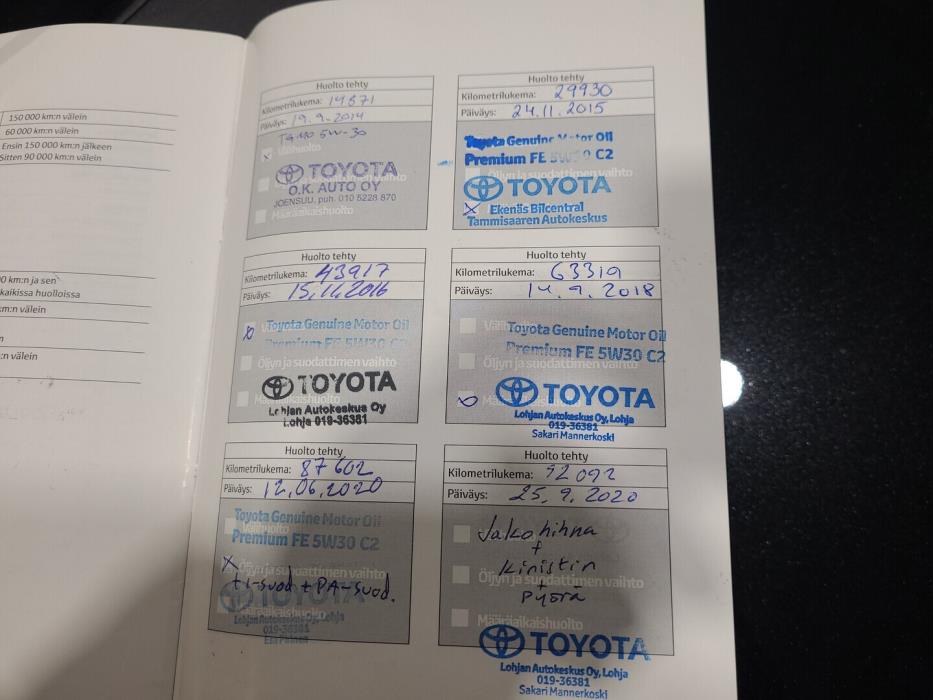 150 000 km:n välein
60 000 km:n välein
Ensin 150 000 km:n jälkeen
Sitten 90 000 km:n välein
0 km:n ja sen
kaikissa huolloissa
km:n välein
n
:n välein
Huolto tehty
Kilometrilukema: 14671
Päiväys: 19.9.2014
5W-30
Välihuolto
TOYOTA
O.K. AUTO OY
JOENSUU, puh. 010 5228 870
Määräaikaishuolto
Huolto tehty
Kilometrilukema: 29930
Päiväys: 24.11.2015
Toyota Genuine Motor Oil
Premium FE 5W30 C2
Öljyn ja suodattimen vaihto
TOYOTA
X Ekenäs Bilcentral
Tammisaaren Autokeskus
Huolto tehty
Kilometrilukema: 43917
Päiväys: 15.11.2016
Toyota Genuine Motor Oil
Premium FE 5W30 C2
Öljyn ja suodattimen vaihto
TOYOTA
Lohjan Autokeskus Oy
Lohja 019-36381
Huolto tehty
Kilometrilukema: 63319
Päiväys: 14.9.2018
Toyota Genuine Motor Oil
Premium FE 5W30 C2
Öljyn ja suodattimen vaihto
TOYOTA
Lohjan Autokeskus Oy, Lohja
019-36381
Sakari Mannerkoski
Huolto tehty
Kilometrilukema: 87602
Päiväys: 12.06.2020
Toyota Genuine Motor Oil
Välihuolto
Premium FE 5W30 C2
X Öljyn ja suodattimen vaihto
+i-suod + PA-suod.
TOYOTA
Määräaikaishuolto
Lohjan Autokeskus Oy, Lohja
019-36381
Huolto tehty
Kilometrilukema: 92092
Päiväys: 25.9.2020
Jakohihna
+
kiristin
Öljyn ja suodattimen vaihto
pyörä
Määräaikaishuolto
TOYOTA
Lohjan Autokeskus Oy, Lohja
019-36381
Sakari Mannerkoski